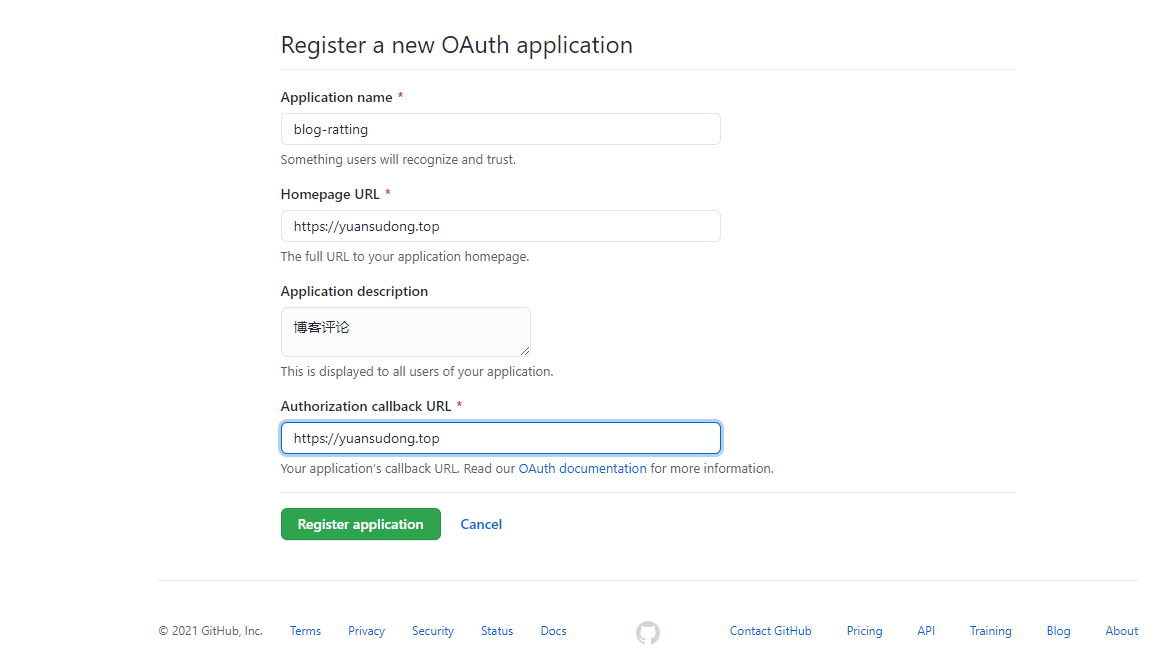 Register a new OAuth application
Application name *
blog-ratting
Something users will recognize and trust.
Homepage URL *
https://yuansudong.top
The full URL to your application homepage.
Application description
博客评论
This is displayed to all users of your application.
Authorization callback URL *
https://yuansudong.top
Your application's callback URL. Read our OAuth documentation for more information.
Register application Cancel
© 2021 GitHub, Inc. Terms Privacy Security Status Docs Contact GitHub Pricing API Training Blog About